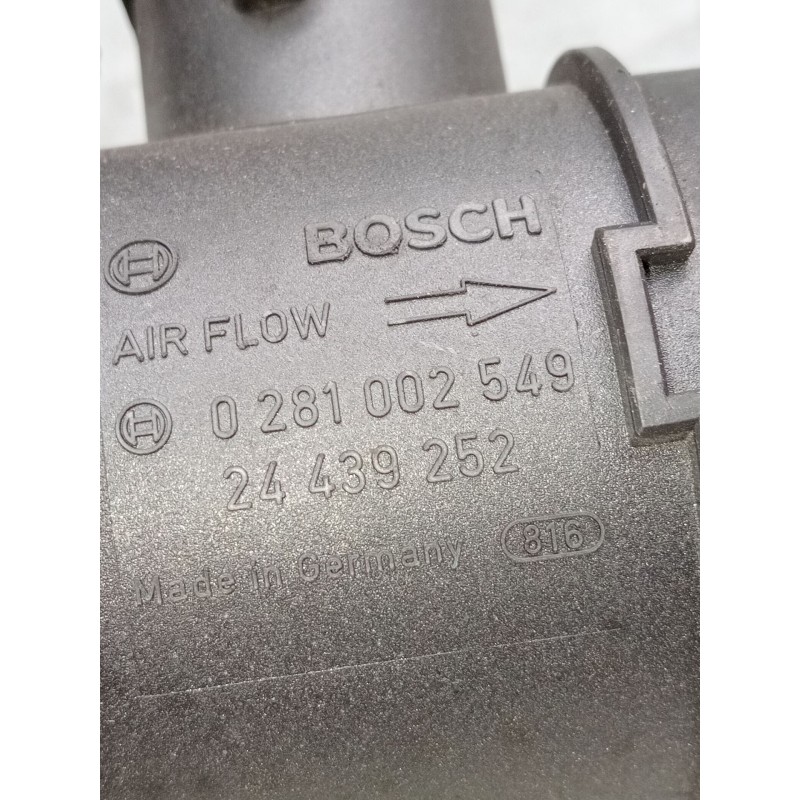 BOSCH
AIR FLOW
0 281 002 549
24 439 252
Made in Germany 816